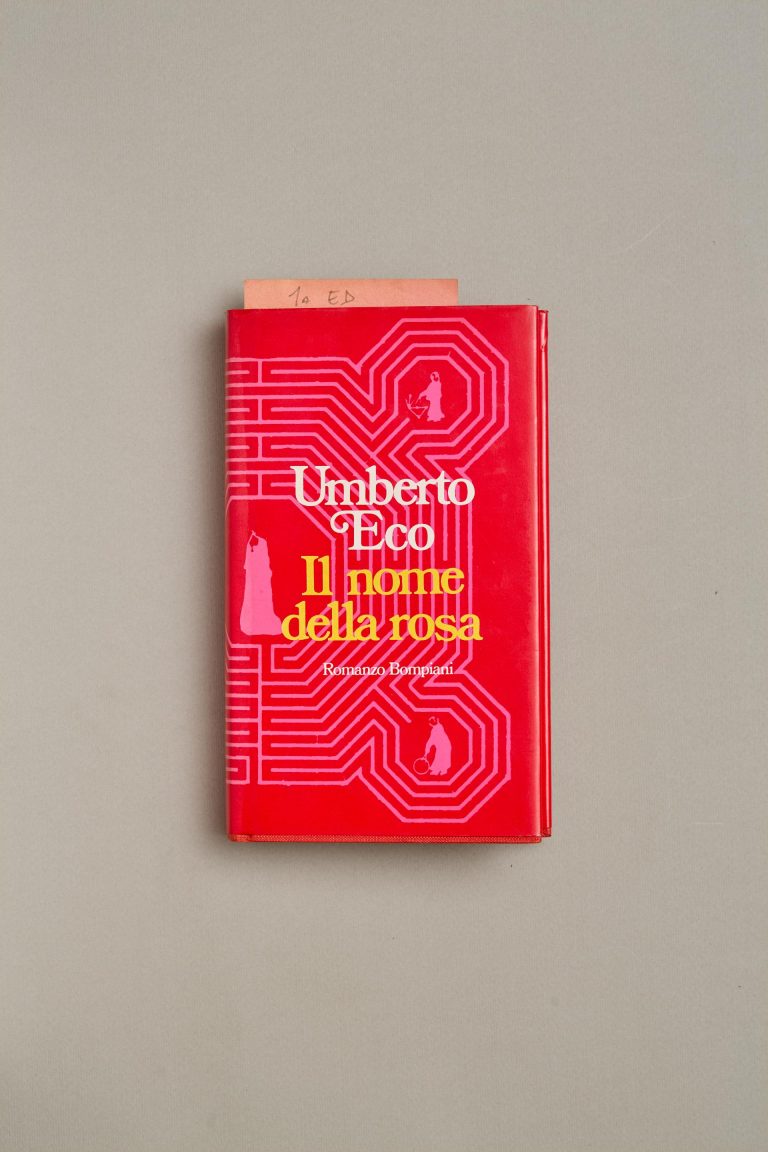 1a ED
Umberto
Eco
Il nome
della rosa
Romanzo Bompiani